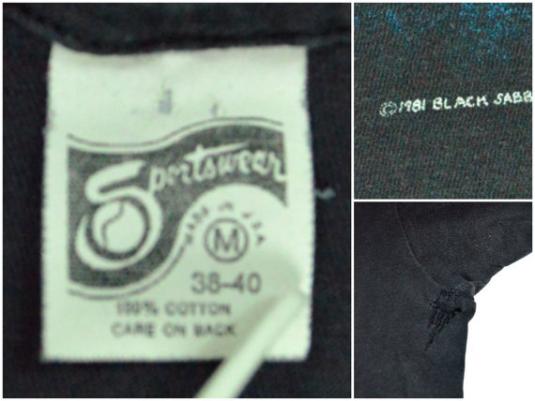 Sportswear
MADE IN U.S.A.
M
38-40
100% COTTON
CARE ON BACK
©1981 BLACK SABB